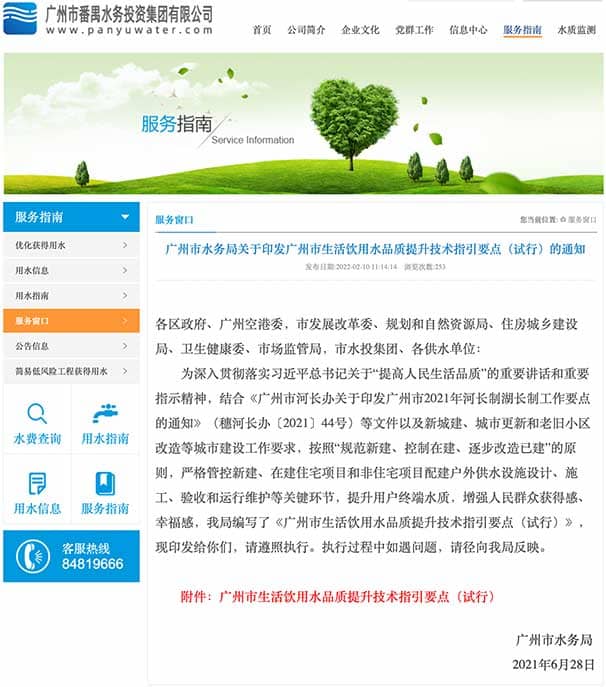 广州市番禺水务投资集团有限公司
www.panyuwater.com
首页 公司简介 企业文化 党群工作 信息中心 服务指南 水质监测
服务指南
Service Information
服务指南
优化获得用水
用水信息
用水指南
服务窗口
公告信息
简易低风险工程获得用水
水费查询 用水指南
用水信息 服务指南
客服热线
84819666
服务窗口 您当前位置: 服务窗口
广州市水务局关于印发广州市生活饮用水品质提升技术指引要点（试行）的通知
发布日期:2022-02-10-11:14:14 浏览次数:253
各区政府、广州空港委，市发展改革委、规划和自然资源局、住房城乡建设
局、卫生健康委、市场监管局，市水投集团、各供水单位：
为深入贯彻落实习近平总书记关于“提高人民生活品质”的重要讲话和重要
指示精神，结合《广州市河长办关于印发广州市2021年河长制湖长制工作要点
的通知》（穗河长办〔2021〕44号）等文件以及新城建、城市更新和老旧小区
改造等城市建设工作要求，按照“规范新建、控制在建、逐步改造已建”的原
则，严格管控新建、在建住宅项目和非住宅项目配建户外供水设施设计、施
工、验收和运行维护等关键环节，提升用户终端水质，增强人民群众获得感、
幸福感，我局编写了《广州市生活饮用水品质提升技术指引要点（试行）》，
现印发给你们，请遵照执行。执行过程中如遇问题，请径向我局反映。
附件：广州市生活饮用水品质提升技术指引要点（试行）
广州市水务局
2021年6月28日